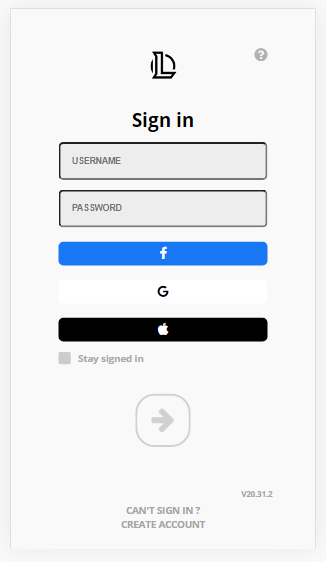 ?
Sign in
USERNAME
PASSWORD
f
G
Stay signed in
V20.31.2
CAN'T SIGN IN ?
CREATE ACCOUNT